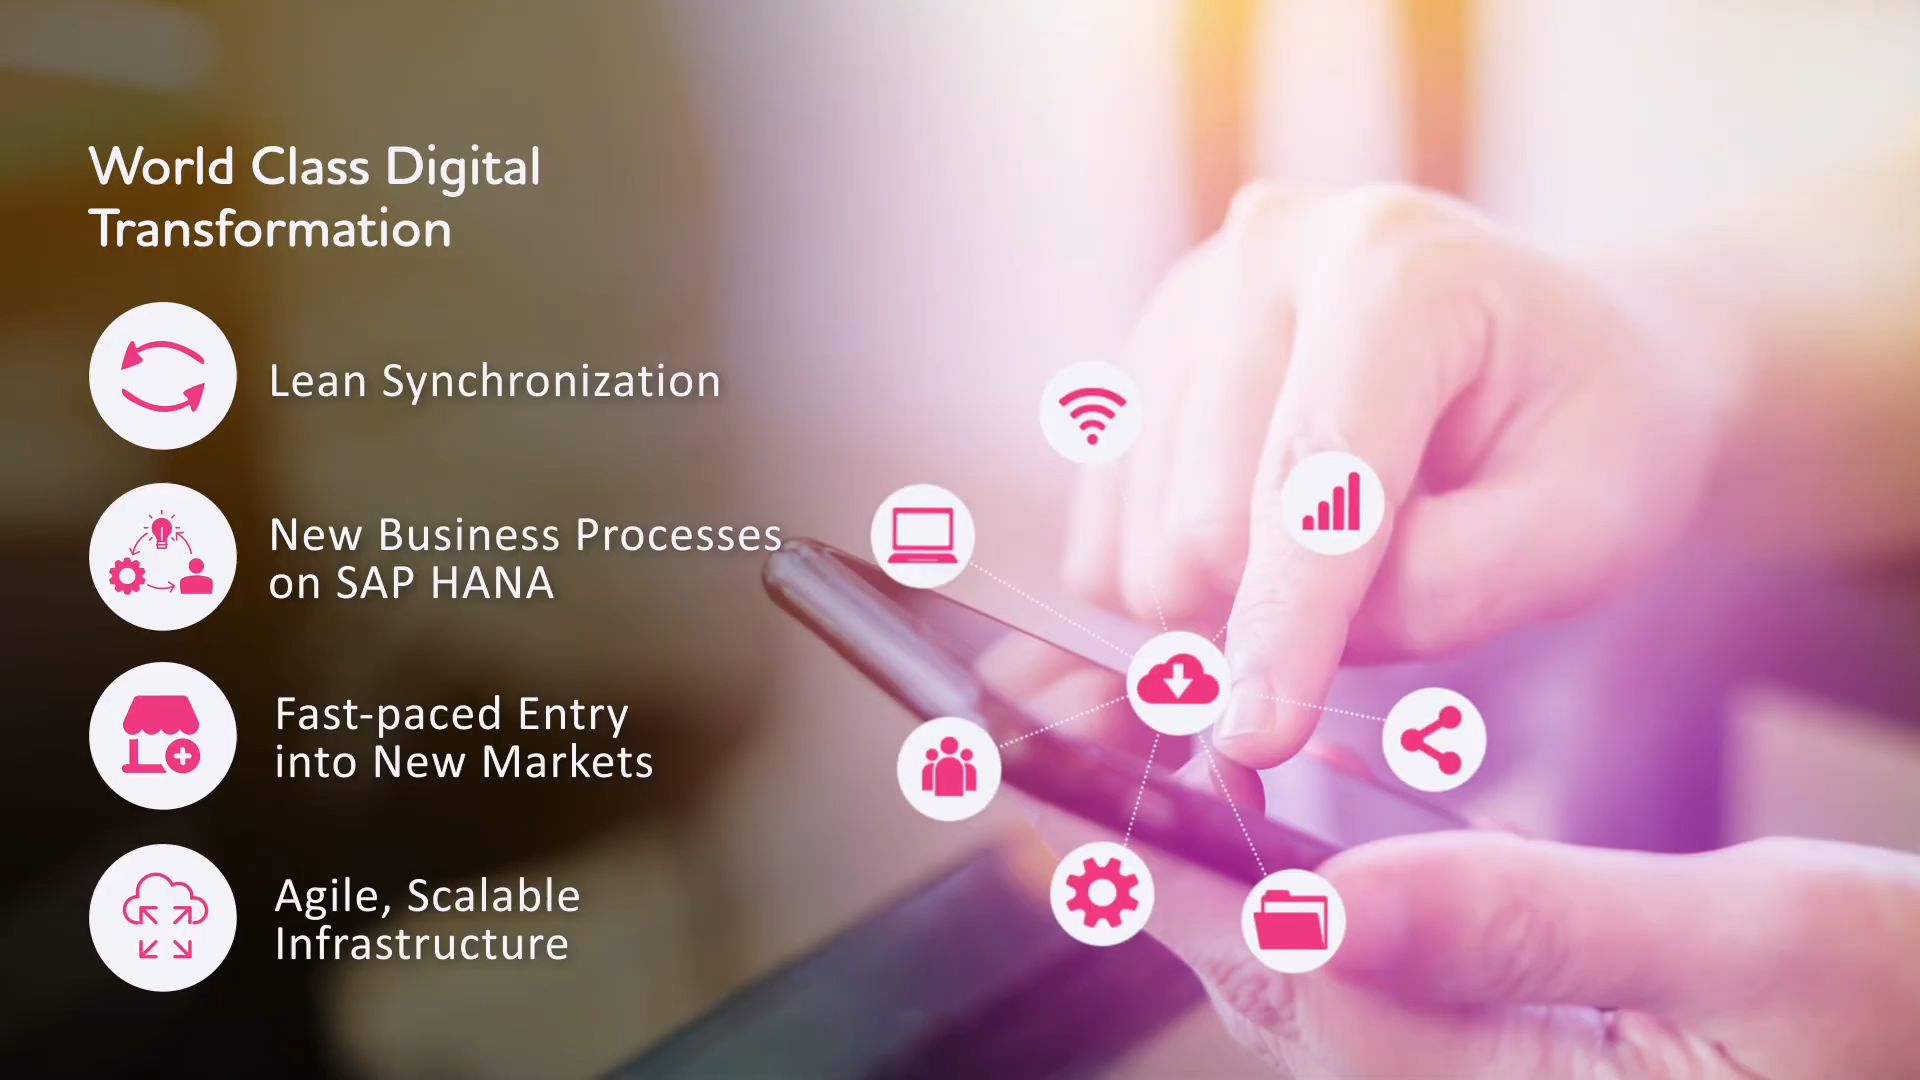 World Class Digital
Transformation
Lean Synchronization
New Business Processes
on SAP HANA
Fast-paced Entry
into New Markets
Agile, Scalable
Infrastructure